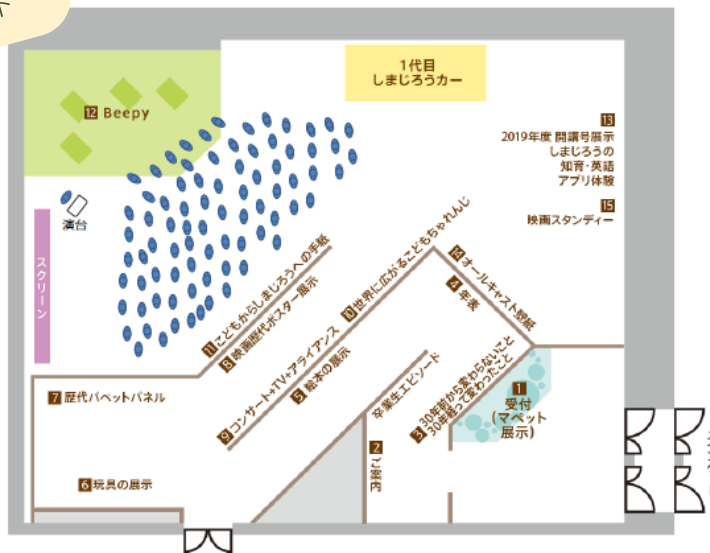 1代目
しまじろうカー
12 Beepy
13
2019年度 開講号展示
しまじろうの
知育・英語
アプリ体験
15
映画スタンディー
演台
スクリーン
11 こどもからしまじろうへの手紙
8 映画歴代ポスター展示
10 世界に広がるこどもちゃれんじ
14 オールキャスト壁紙
4 年表
9 コンサート+TV+アライアンス
5 絵本の展示
卒業生エピソード
3 30年前から変わらないこと
30年経って変わったこと
1
受付
(マペット
展示)
2 ご案内
7 歴代パペットパネル
6 玩具の展示